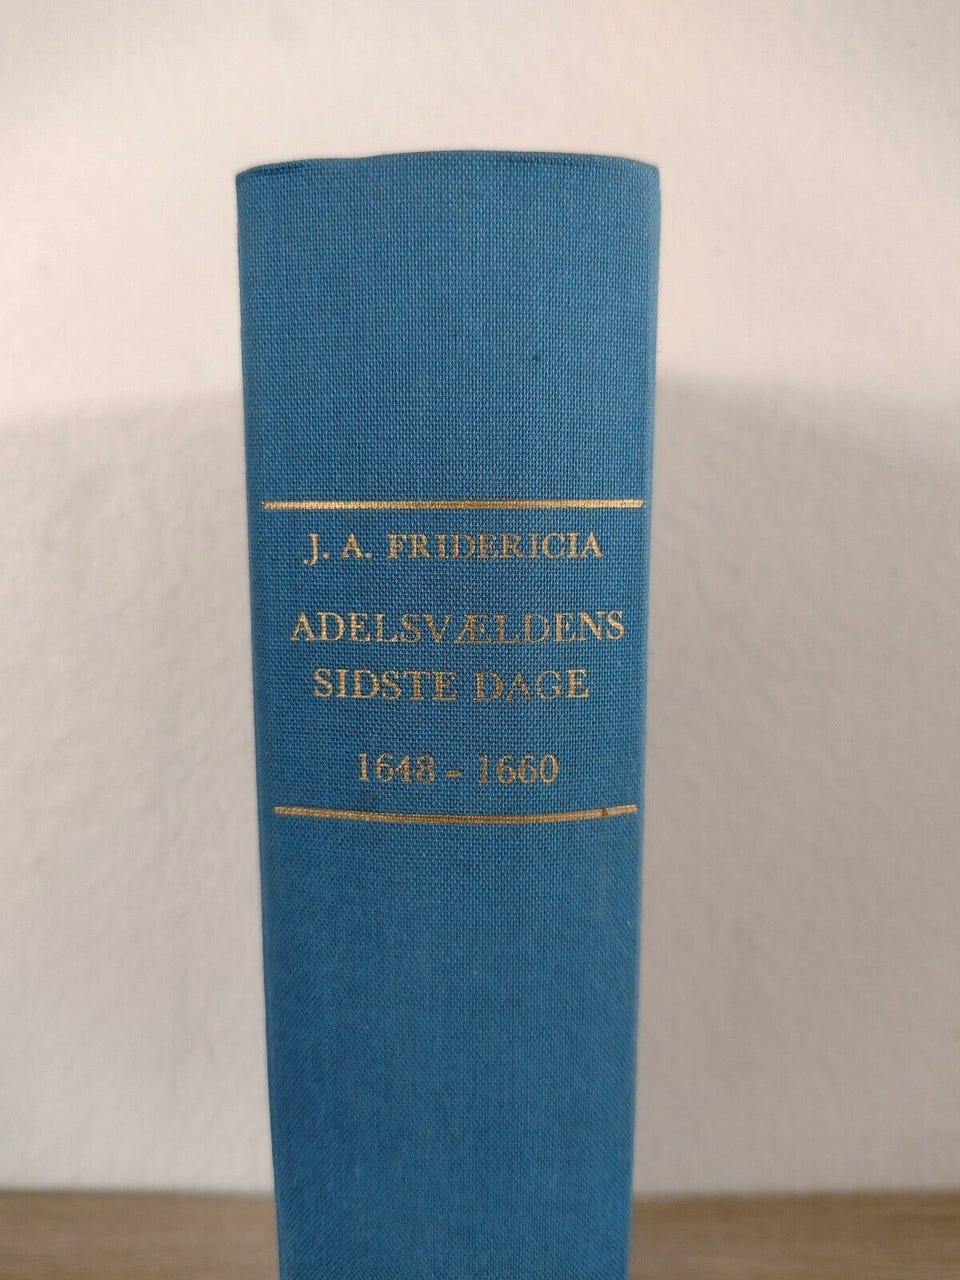 J. A. FRIDERICIA
ADELSVÆLDENS
SIDSTE DAGE
1648 - 1660